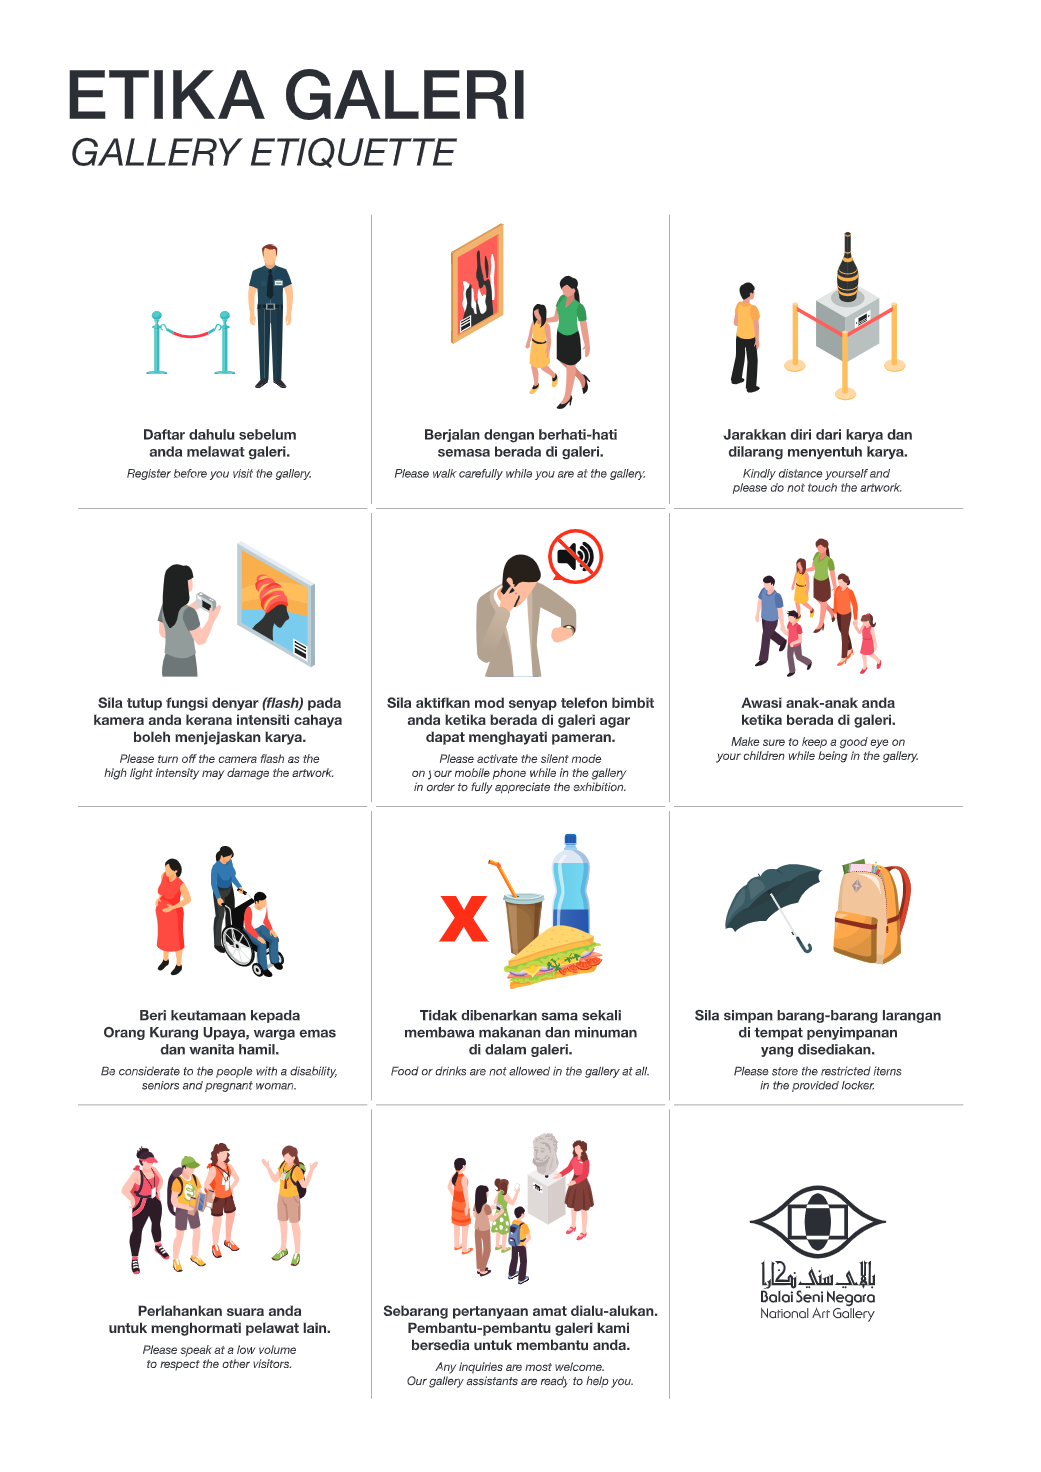 ETIKA GALERI
GALLERY ETIQUETTE
Daftar dahulu sebelum
anda melawat galeri.
Register before you visit the gallery.
Berjalan dengan berhati-hati
semasa berada di galeri.
Please walk carefully while you are at the gallery.
Jarakkan diri dari karya dan
dilarang menyentuh karya.
Kindly distance yourself and
please do not touch the artwork.
Sila tutup fungsi denyar (flash) pada
kamera anda kerana intensiti cahaya
boleh menjejaskan karya.
Please turn off the camera flash as the
high light intensity may damage the artwork.
Sila aktifkan mod senyap telefon bimbit
anda ketika berada di galeri agar
dapat menghayati pameran.
Please activate the silent mode
on your mobile phone while in the gallery
in order to fully appreciate the exhibition.
Awasi anak-anak anda
ketika berada di galeri.
Make sure to keep a good eye on
your children while being in the gallery.
Beri keutamaan kepada
Orang Kurang Upaya, warga emas
dan wanita hamil.
Be considerate to the people with a disability,
seniors and pregnant woman.
X
Tidak dibenarkan sama sekali
membawa makanan dan minuman
di dalam galeri.
Food or drinks are not allowed in the gallery at all.
Sila simpan barang-barang larangan
di tempat penyimpanan
yang disediakan.
Please store the restricted items
in the provided locker.
Perlahankan suara anda
untuk menghormati pelawat lain.
Please speak at a low volume
to respect the other visitors.
Sebarang pertanyaan amat dialu-alukan.
Pembantu-pembantu galeri kami
bersedia untuk membantu anda.
Any inquiries are most welcome.
Our gallery assistants are ready to help you.
بالاي سني نݢارا
Balai Seni Negara
National Art Gallery